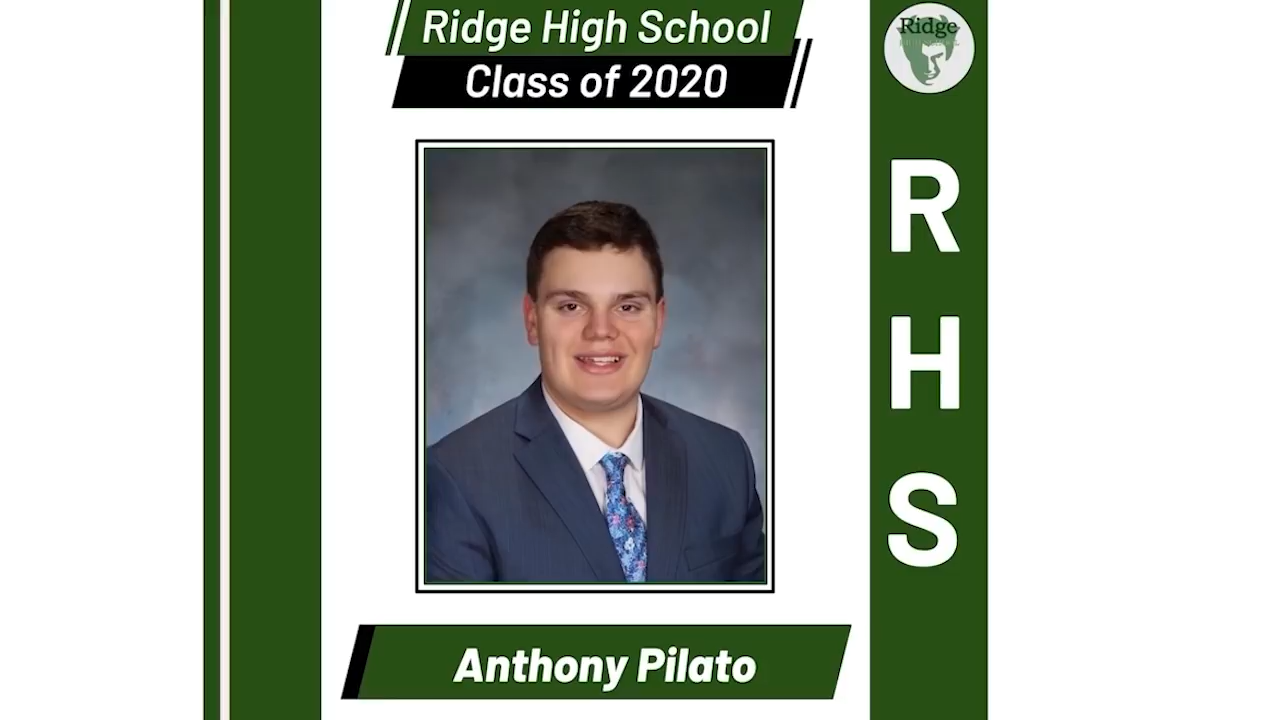 Ridge High School
Class of 2020
Ridge
R
H
S
Anthony Pilato